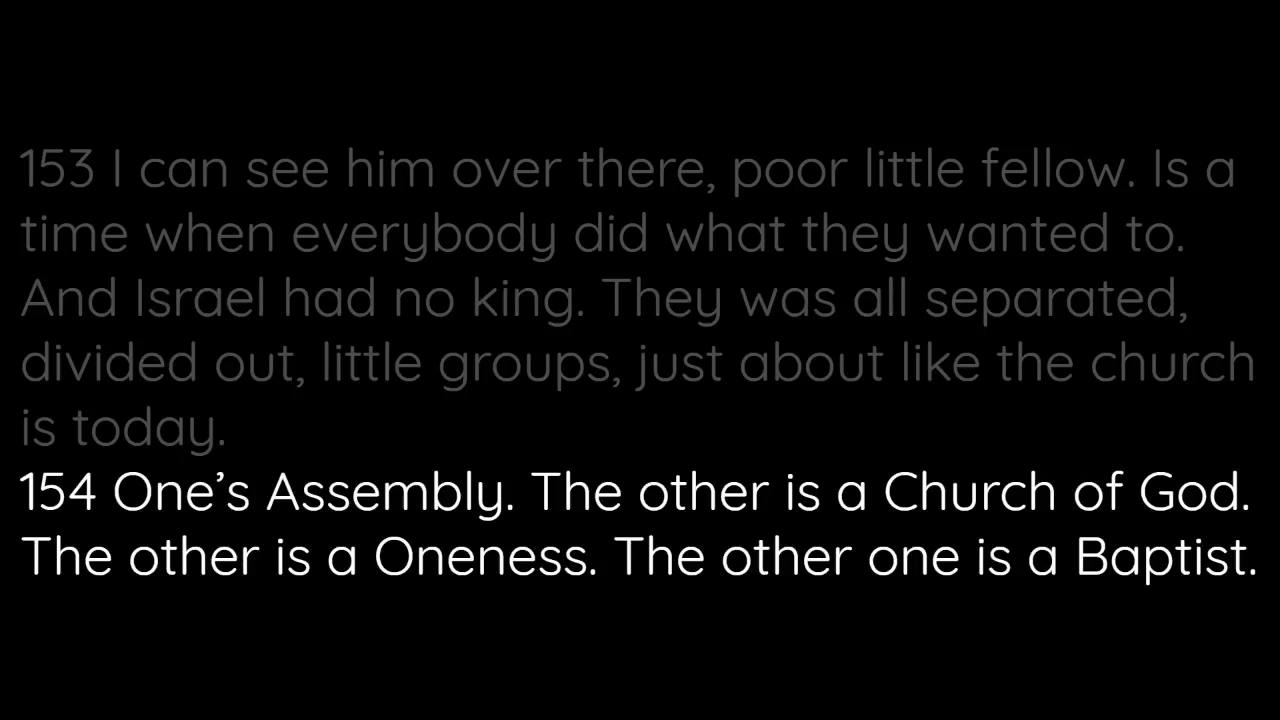 153 I can see him over there, poor little fellow. Is a
time when everybody did what they wanted to.
And Israel had no king. They was all separated,
divided out, little groups, just about like the church
is today.
154 One’s Assembly. The other is a Church of God.
The other is a Oneness. The other one is a Baptist.